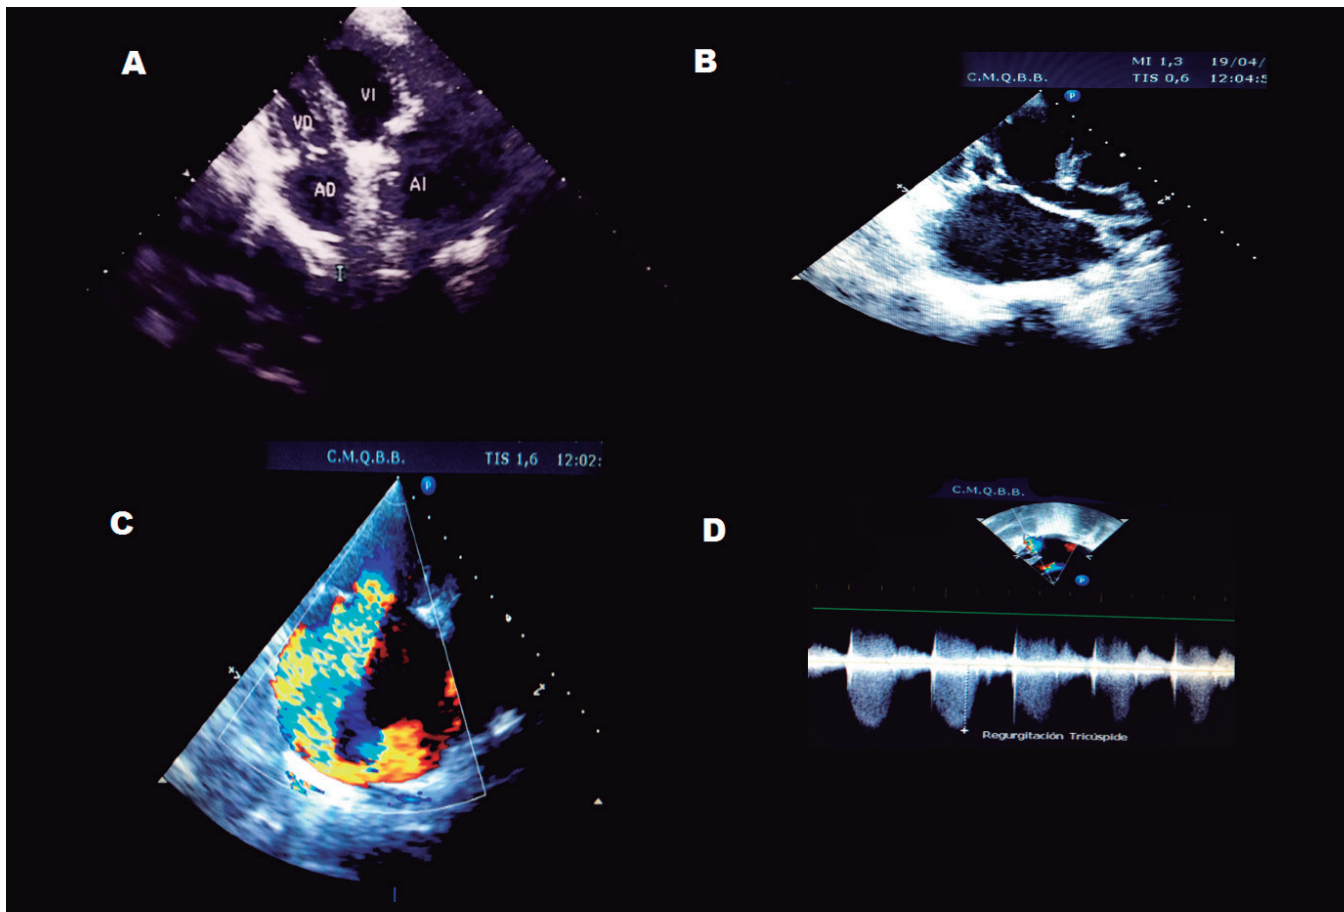 A
VI
VD
AD
AI
B
MI 1,3 19/04/
C.M.Q.B.B. TIS 0,6 12:04:5
P
C
C.M.Q.B.B. TIS 1,6 12:02:
P
D
C.M.Q.B.B.
P
Regurgitación Tricúspide